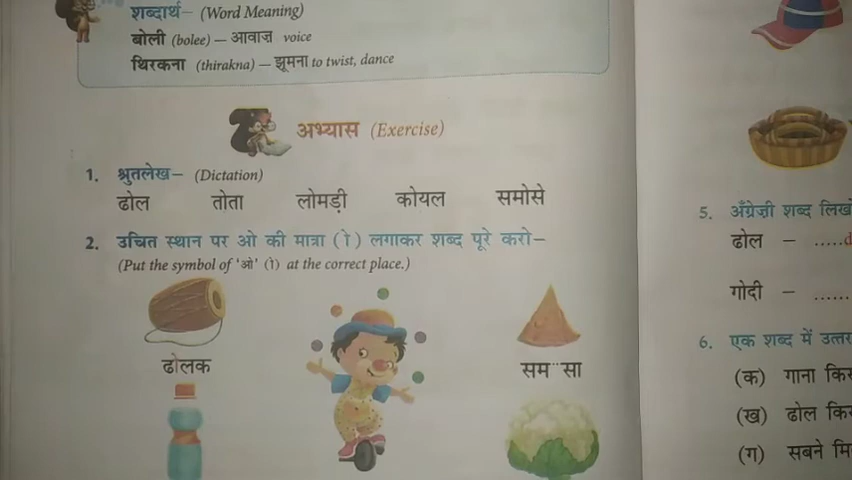 शब्दार्थ– (Word Meaning)
बोली (bolee) – आवाज़ voice
थिरकना (thirakna) – झूमना to twist, dance
अभ्यास (Exercise)
1. श्रुतलेख– (Dictation)
ढोल तोता लोमड़ी कोयल समोसे
2. उचित स्थान पर ओ की मात्रा (ो) लगाकर शब्द पूरे करो–
(Put the symbol of 'ओ' (ो) at the correct place.)
ढोलक
सम सा
5. अँग्रेज़ी शब्द
ढोल – .....d
गोदी – ......
6. एक शब्द में
(क) गाना
(ख) ढोल
(ग) सबने